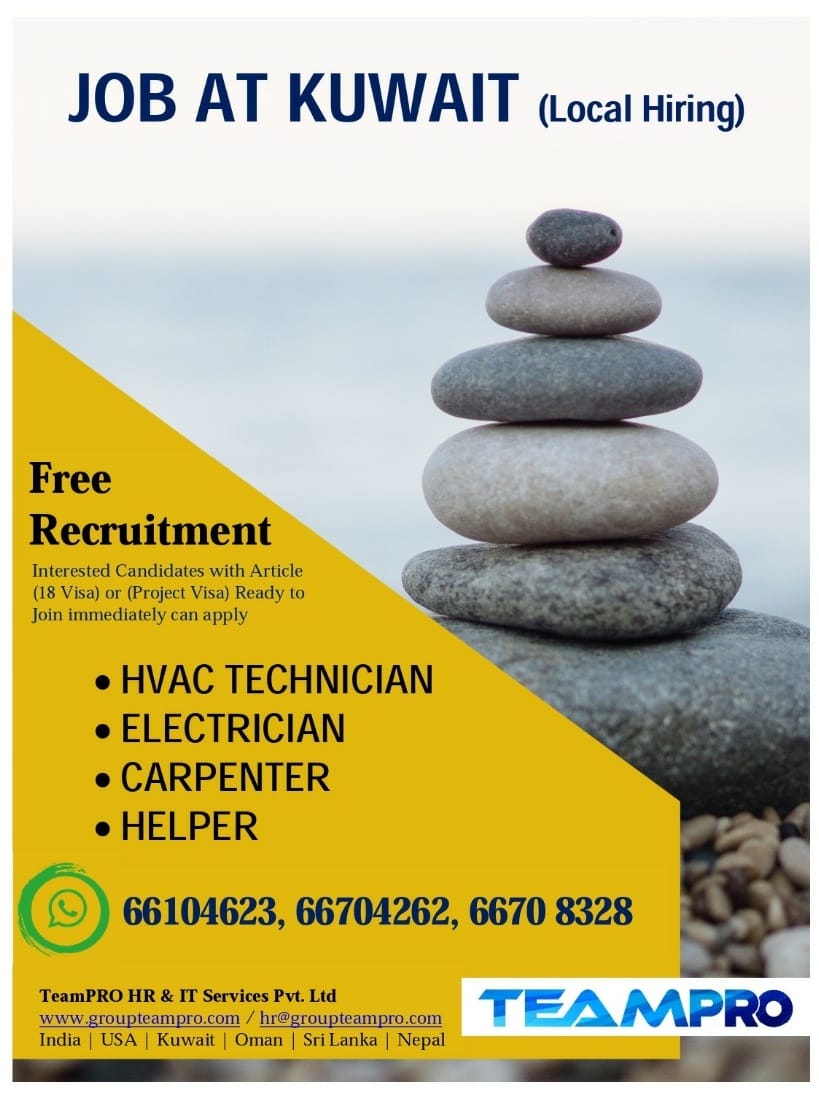 JOB AT KUWAIT (Local Hiring)
Free
Recruitment
Interested Candidates with Article
(18 Visa) or (Project Visa) Ready to
Join immediately can apply
• HVAC TECHNICIAN
• ELECTRICIAN
• CARPENTER
• HELPER
66104623, 66704262, 6670 8328
TeamPRO HR & IT Services Pvt. Ltd
www.groupteampro.com / hr@groupteampro.com
India | USA | Kuwait | Oman | Sri Lanka | Nepal
TEAMPRO